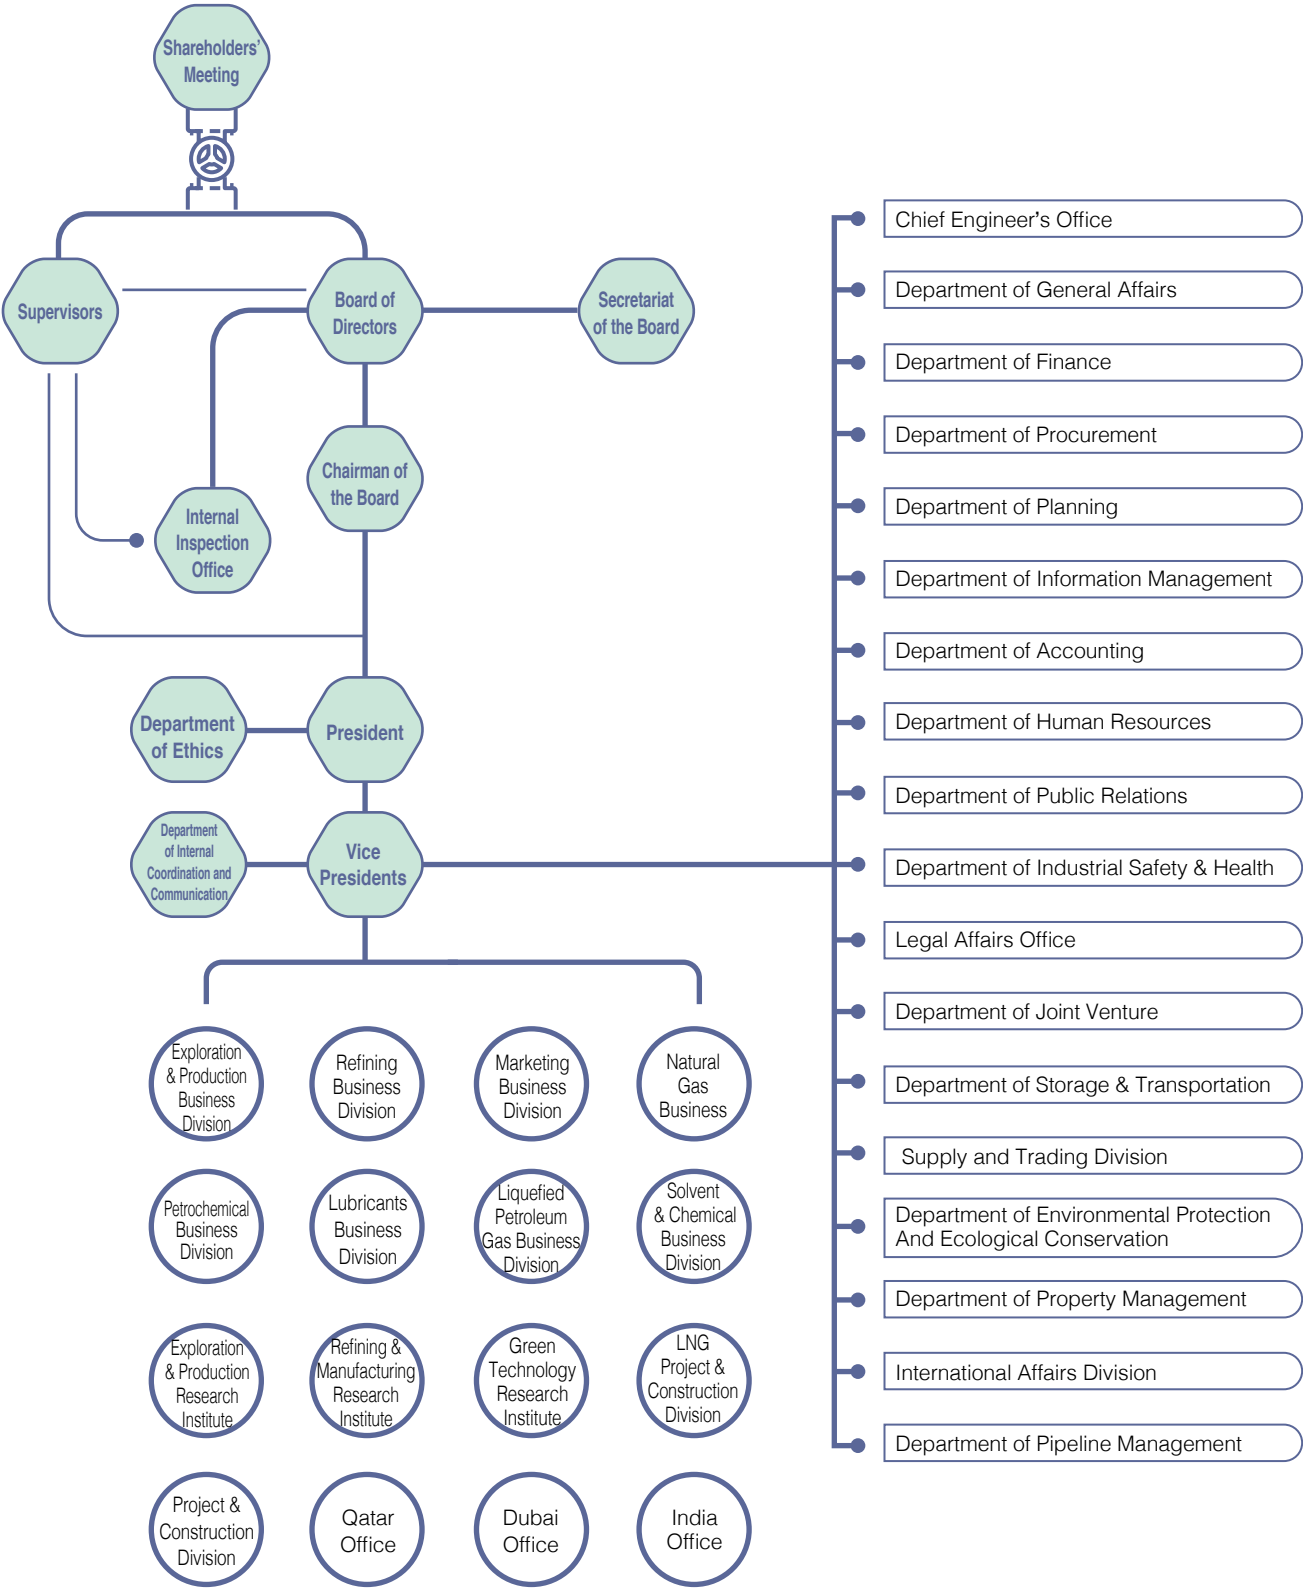 Shareholders’
Meeting
Supervisors
Board of
Directors
Secretariat
of the Board
Chairman of
the Board
Internal
Inspection
Office
Department
of Ethics
President
Department
of Internal
Coordination and
Communication
Vice
Presidents
Exploration
& Production
Business
Division
Refining
Business
Division
Marketing
Business
Division
Natural
Gas
Business
Petrochemical
Business
Division
Lubricants
Business
Division
Liquefied
Petroleum
Gas Business
Division
Solvent
& Chemical
Business
Division
Exploration
& Production
Research
Institute
Refining &
Manufacturing
Research
Institute
Green
Technology
Research
Institute
LNG
Project &
Construction
Division
Project &
Construction
Division
Qatar
Office
Dubai
Office
India
Office
Chief Engineer’s Office
Department of General Affairs
Department of Finance
Department of Procurement
Department of Planning
Department of Information Management
Department of Accounting
Department of Human Resources
Department of Public Relations
Department of Industrial Safety & Health
Legal Affairs Office
Department of Joint Venture
Department of Storage & Transportation
Supply and Trading Division
Department of Environmental Protection
And Ecological Conservation
Department of Property Management
International Affairs Division
Department of Pipeline Management